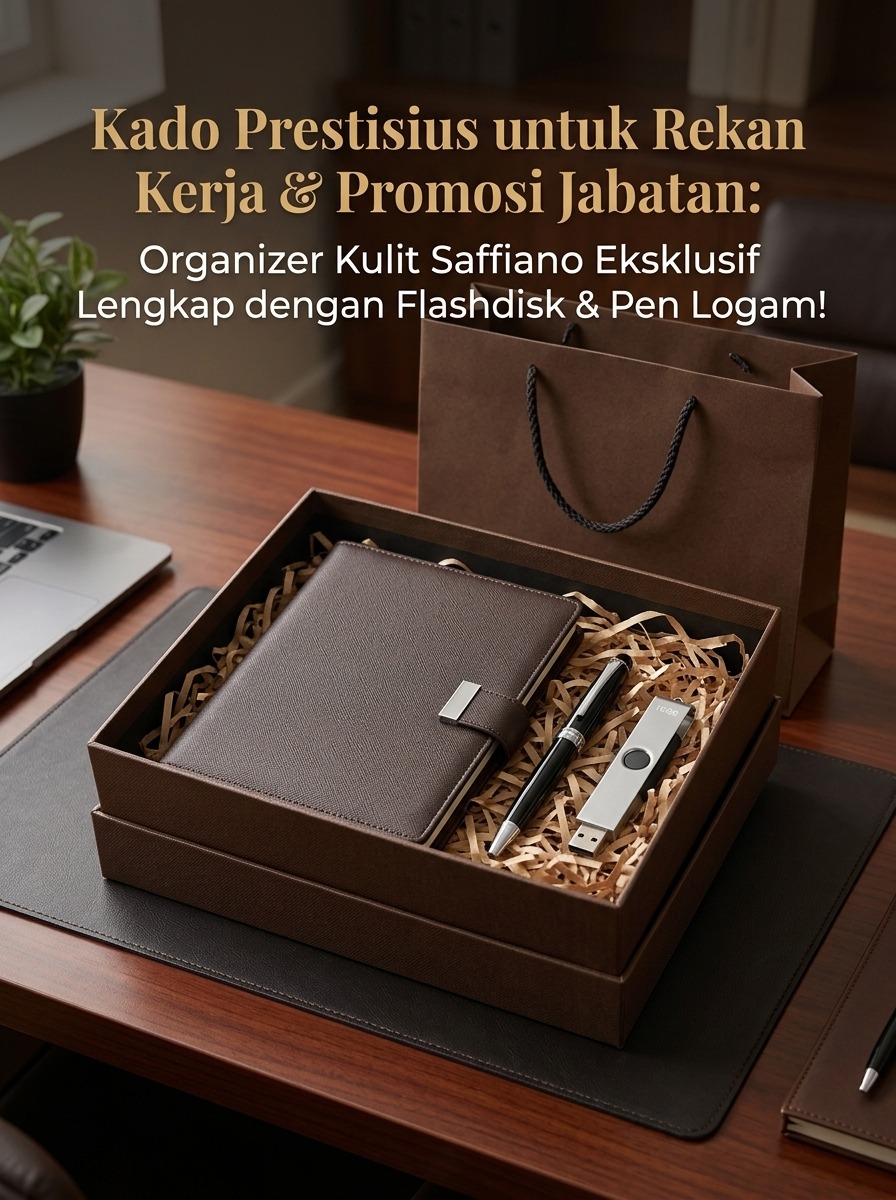 Kado Prestisius untuk Rekan
Kerja & Promosi Jabatan:
Organizer Kulit Saffiano Eksklusif
Lengkap dengan Flashdisk & Pen Logam!